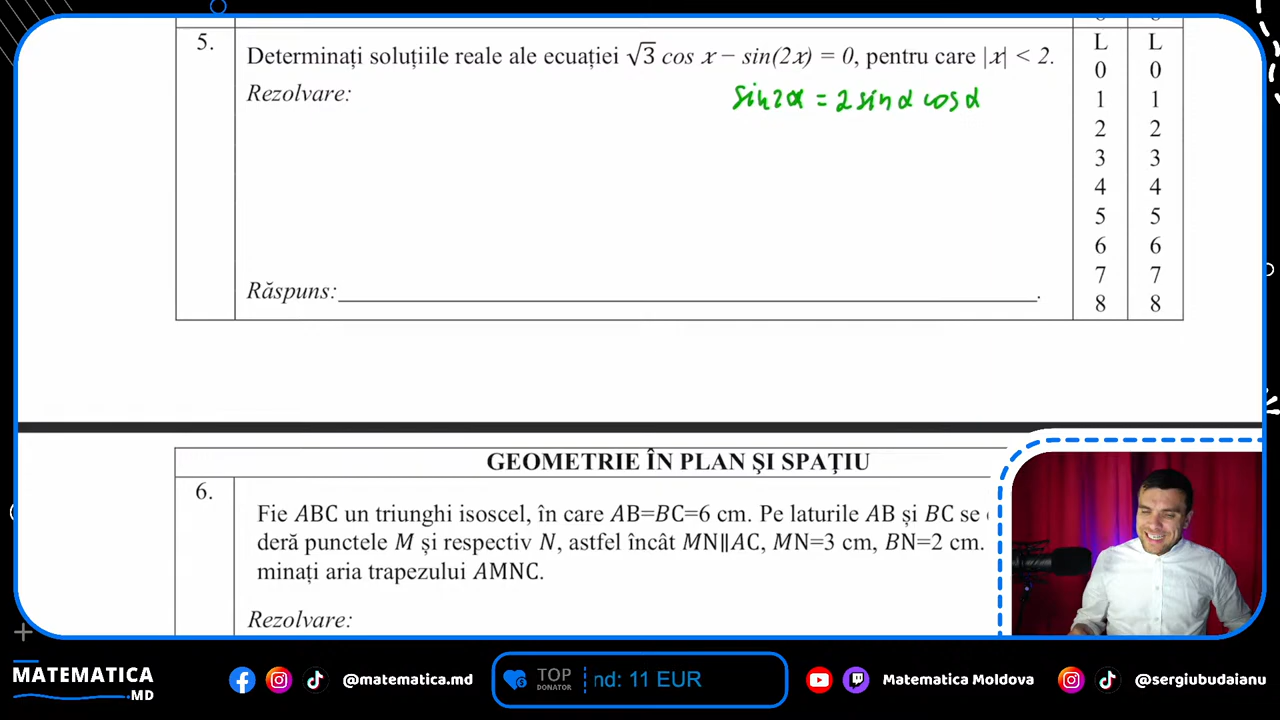 5.
Determinați soluțiile reale ale ecuației √3 cos x − sin(2x) = 0, pentru care |x| < 2.
Rezolvare:
sin2α = 2 sinα cosα
Răspuns:
L L
0 0
1 1
2 2
3 3
4 4
5 5
6 6
7 7
8 8
GEOMETRIE ÎN PLAN ŞI SPAŢIU
6.
Fie ABC un triunghi isoscel, în care AB=BC=6 cm. Pe laturile AB și BC se
deră punctele M și respectiv N, astfel încât MN∥AC, MN=3 cm, BN=2 cm.
minați aria trapezului AMNC.
Rezolvare:
MATEMATICA
.MD
@matematica.md
TOP
DONATOR
nd: 11 EUR
Matematica Moldova
@sergiubudaianu